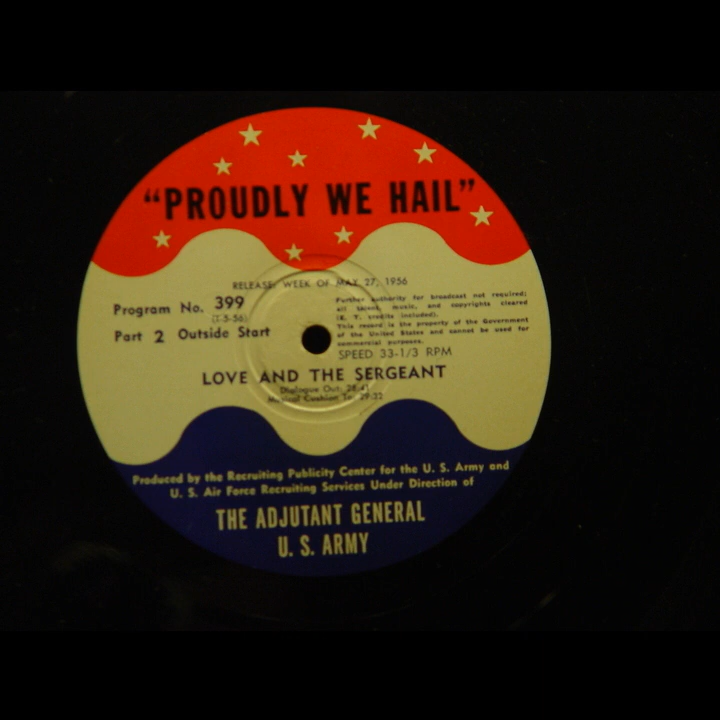 “PROUDLY WE HAIL”
RELEASE: WEEK OF MAY 27, 1956
Program No. 399
(T-5-56)
Part 2 Outside Start
Further authority for broadcast not required;
all talent, music, and copyrights cleared
(E. T. credits included).
This record is the property of the Government
of the United States and cannot be used for
commercial purposes.
SPEED 33-1/3 RPM
LOVE AND THE SERGEANT
Dialogue Out: 28:41
Musical Cushion To: 29:32
Produced by the Recruiting Publicity Center for the U. S. Army and
U. S. Air Force Recruiting Services Under Direction of
THE ADJUTANT GENERAL
U. S. ARMY